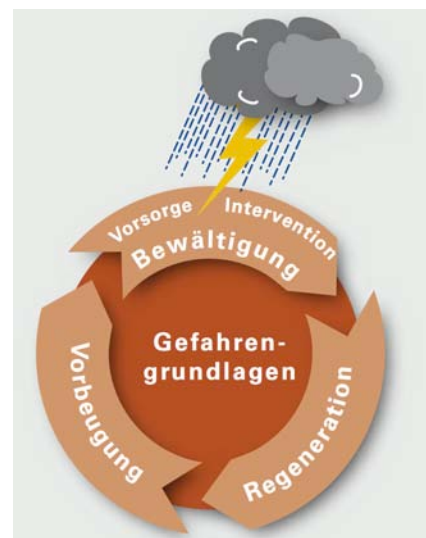 Vorsorge Intervention
Bewältigung
Gefahren-
grundlagen
Vorbeugung
Regeneration